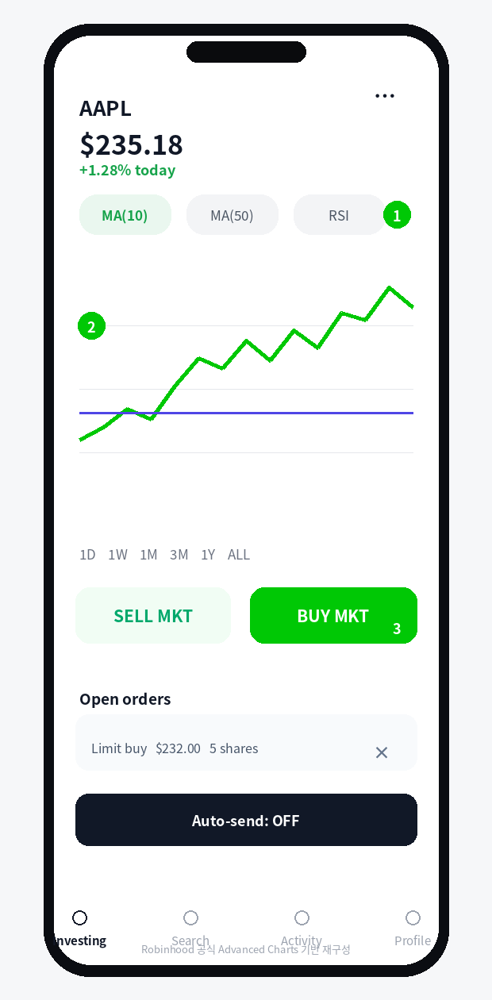 ...
AAPL
$235.18
+1.28% today
MA(10) MA(50) RSI 1
2
1D 1W 1M 3M 1Y ALL
SELL MKT BUY MKT 3
Open orders
Limit buy $232.00 5 shares ×
Auto-send: OFF
nvesting Search Activity Profile
Robinhood 공식 Advanced Charts 기반 재구성